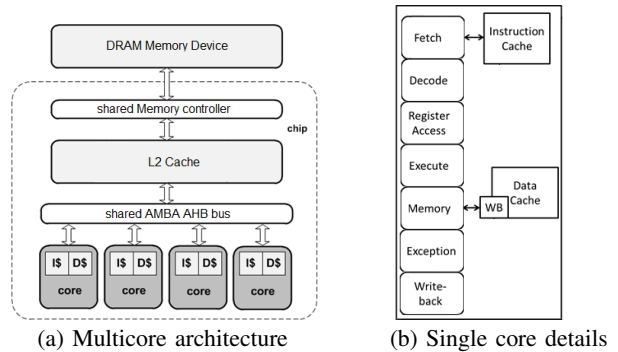 DRAM Memory Device
shared Memory controller
chip
L2 Cache
shared AMBA AHB bus
I$ D$ I$ D$ I$ D$ I$ D$
core core core core
(a) Multicore architecture
Fetch
Instruction
Cache
Decode
Register
Access
Execute
Memory
WB
Data
Cache
Exception
Write-
back
(b) Single core details